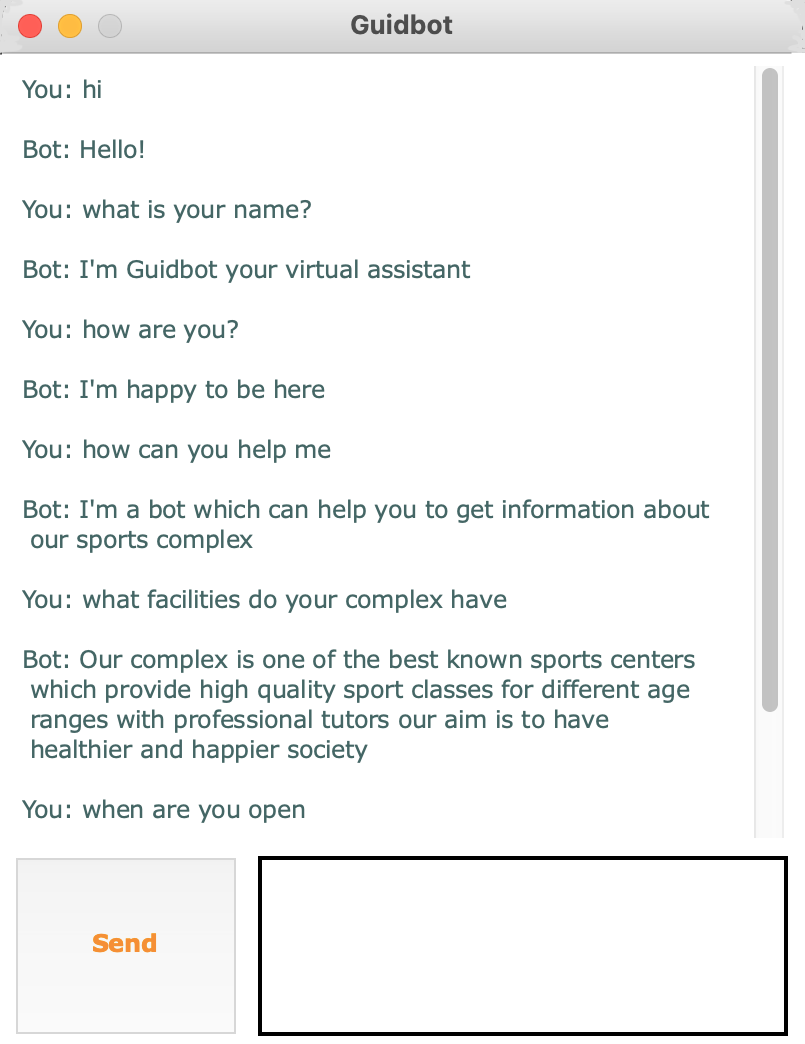 Guidbot
You: hi
Bot: Hello!
You: what is your name?
Bot: I'm Guidbot your virtual assistant
You: how are you?
Bot: I'm happy to be here
You: how can you help me
Bot: I'm a bot which can help you to get information about
our sports complex
You: what facilities do your complex have
Bot: Our complex is one of the best known sports centers
which provide high quality sport classes for different age
ranges with professional tutors our aim is to have
healthier and happier society
You: when are you open
Send